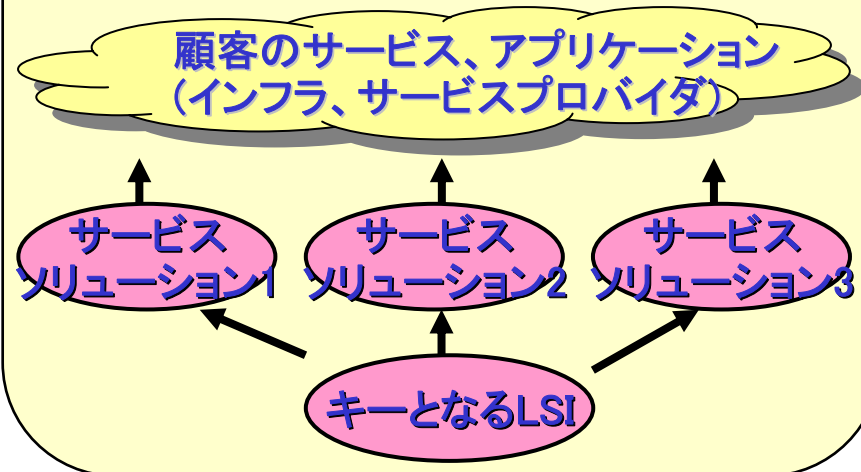 顧客のサービス、アプリケーション
(インフラ、サービスプロバイダ)
サービス
ソリューション1
サービス
ソリューション2
サービス
ソリューション3
キーとなるLSI